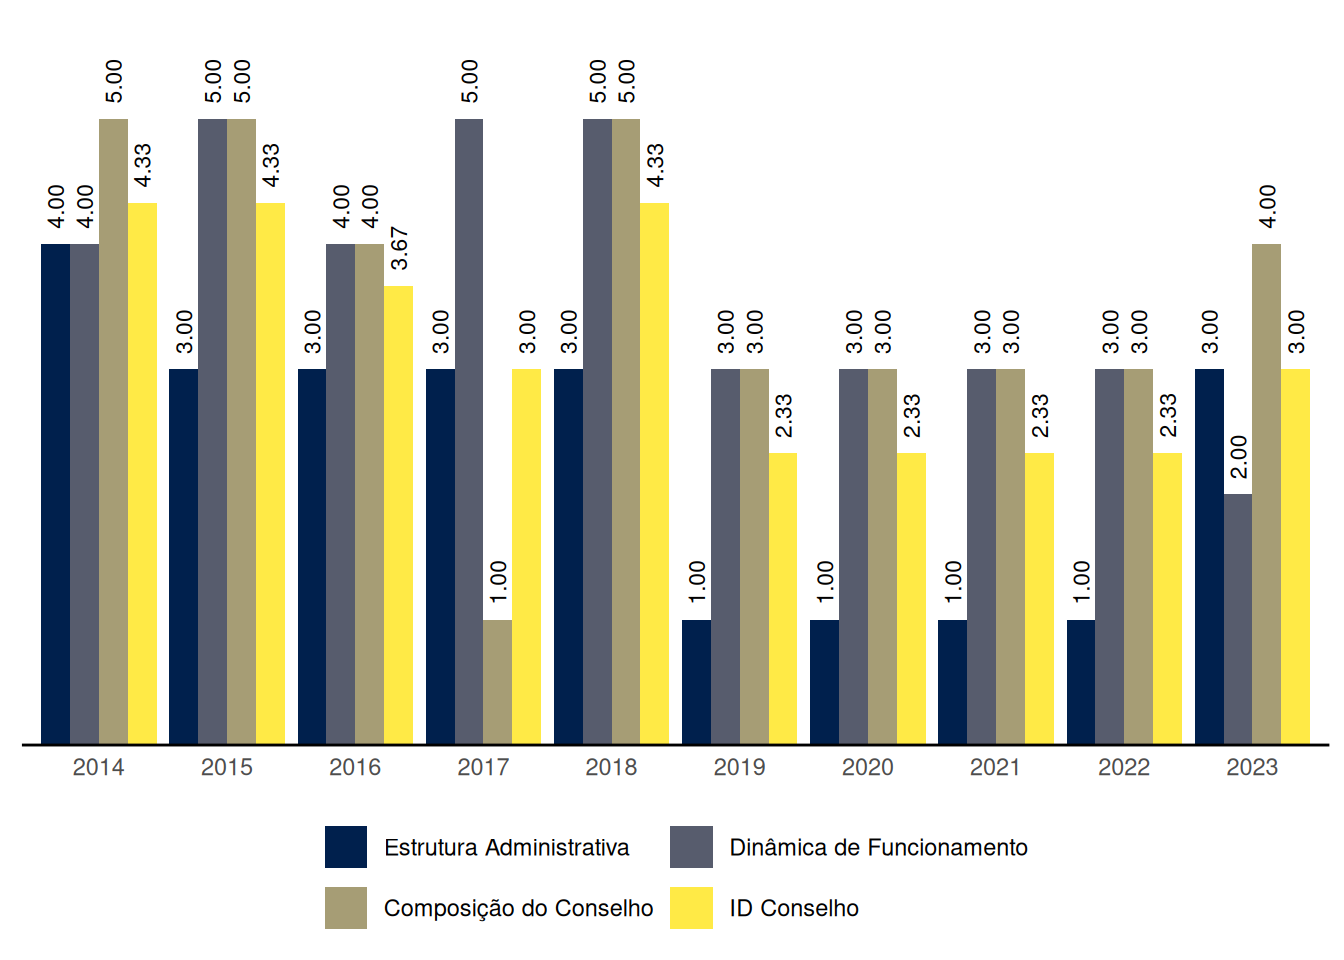 4.00 4.00 5.00 4.33
3.00 5.00 5.00 4.33
3.00 4.00 4.00 3.67
3.00 5.00 1.00 3.00
3.00 5.00 5.00 4.33
1.00 3.00 3.00 2.33
1.00 3.00 3.00 2.33
1.00 3.00 3.00 2.33
1.00 3.00 3.00 2.33
3.00 2.00 4.00 3.00
2014 2015 2016 2017 2018 2019 2020 2021 2022 2023
Estrutura Administrativa Dinâmica de Funcionamento
Composição do Conselho ID Conselho